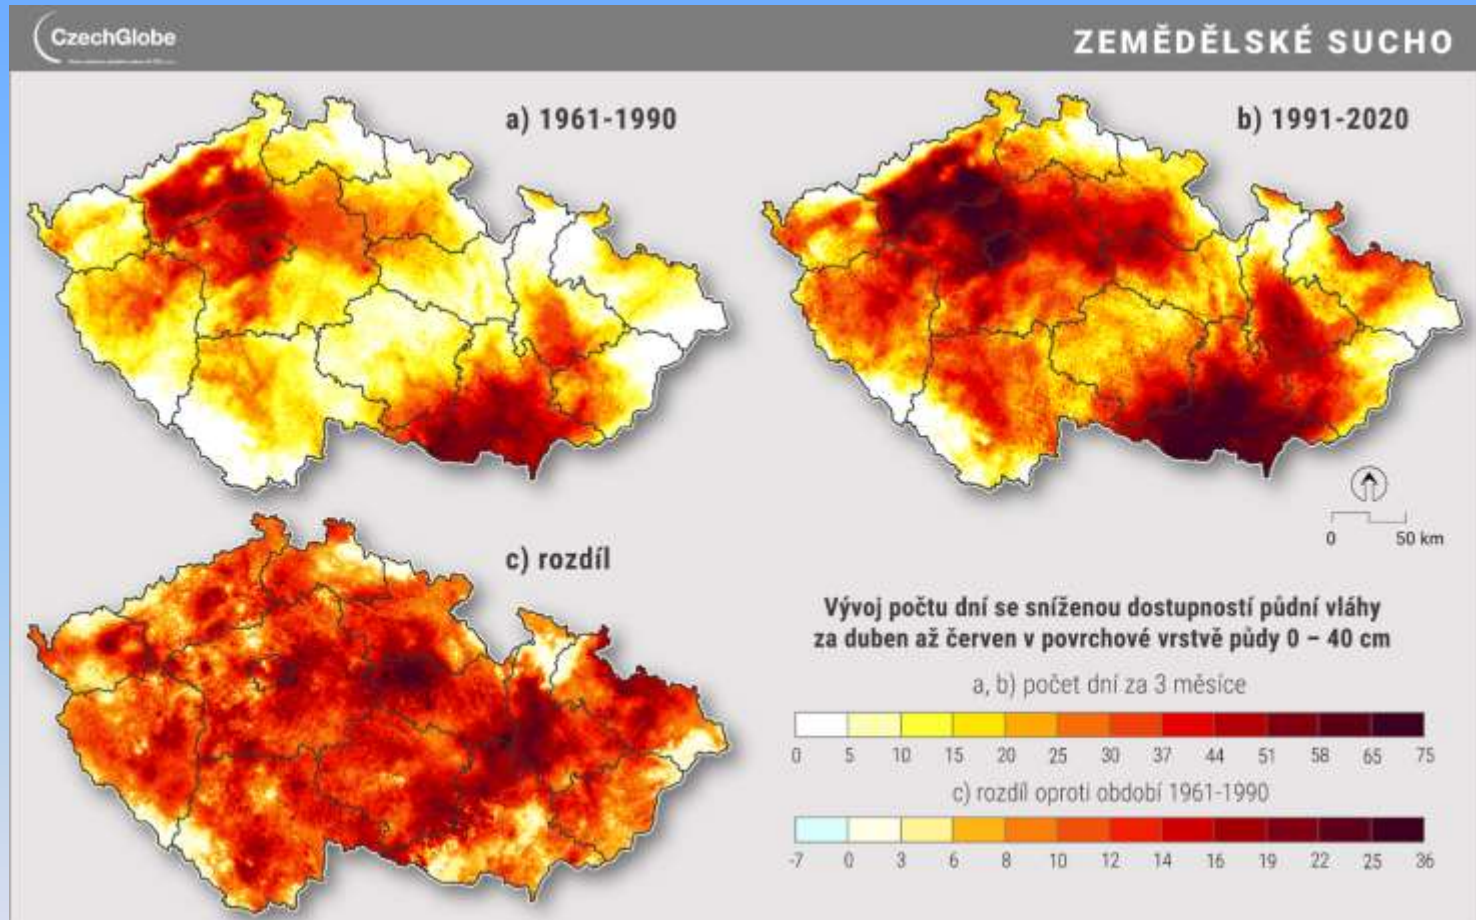 CzechGlobe
ZEMĚDĚLSKÉ SUCHO
a) 1961-1990
b) 1991-2020
c) rozdíl
0 50 km
Vývoj počtu dní se sníženou dostupností půdní vláhy
za duben až červen v povrchové vrstvě půdy 0 – 40 cm
a, b) počet dní za 3 měsíce
0 5 10 15 20 25 30 37 44 51 58 65 75
c) rozdíl oproti období 1961-1990
-7 0 3 6 8 10 12 14 16 19 22 25 36